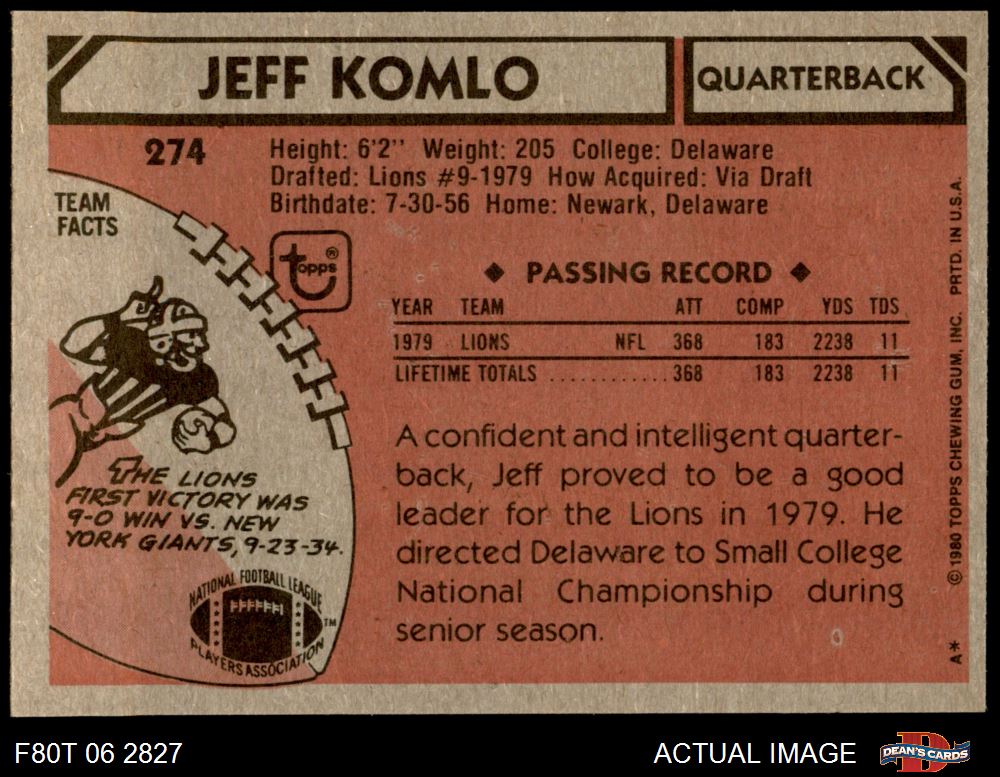 JEFF KOMLO
QUARTERBACK
274
Height: 6'2'' Weight: 205 College: Delaware
Drafted: Lions #9-1979 How Acquired: Via Draft
Birthdate: 7-30-56 Home: Newark, Delaware
TEAM
FACTS
topps®
◆ PASSING RECORD ◆
YEAR TEAM ATT COMP YDS TDS
1979 LIONS NFL 368 183 2238 11
LIFETIME TOTALS ............ 368 183 2238 11
A confident and intelligent quarter-
back, Jeff proved to be a good
leader for the Lions in 1979. He
directed Delaware to Small College
National Championship during
senior season.
THE LIONS
FIRST VICTORY WAS
9-0 WIN VS. NEW
YORK GIANTS, 9-23-34.
NATIONAL FOOTBALL LEAGUE
PLAYERS ASSOCIATION
TM
A* © 1980 TOPPS CHEWING GUM, INC. PRTD. IN U.S.A.
F80T 06 2827
ACTUAL IMAGE
D
DEAN'S CARDS